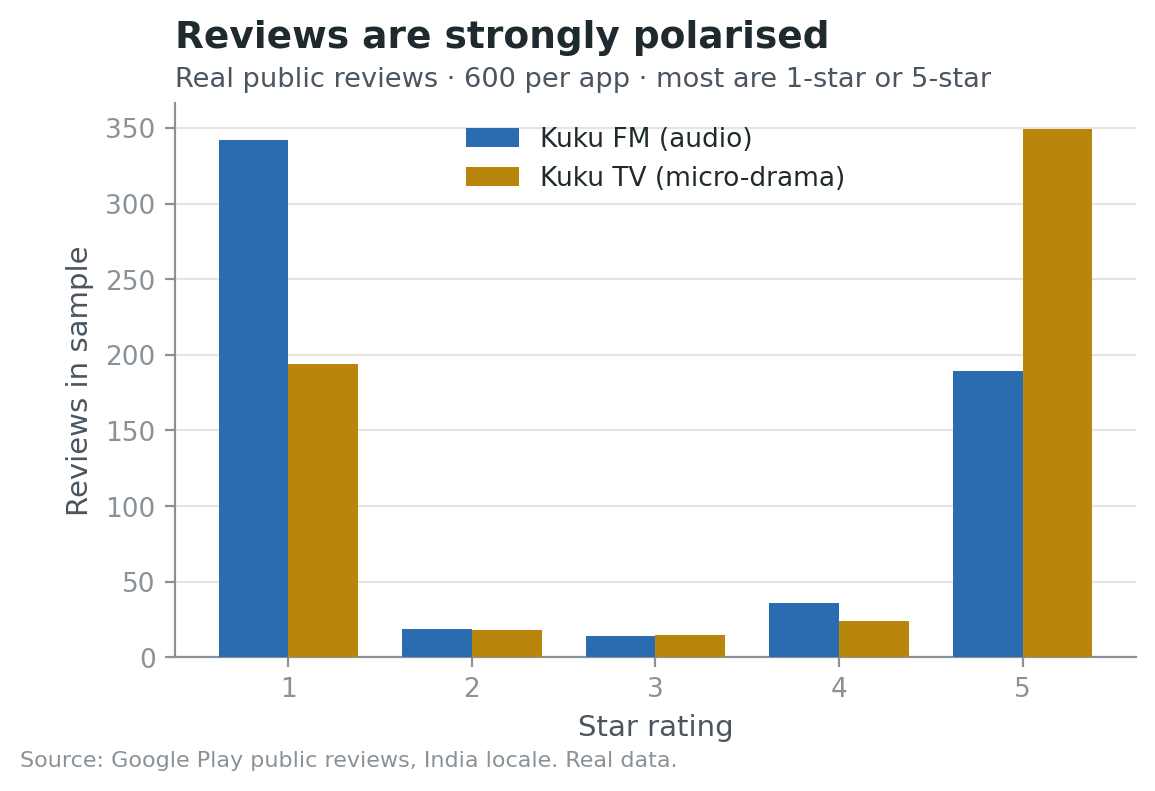 Reviews are strongly polarised
Real public reviews · 600 per app · most are 1-star or 5-star
Kuku FM (audio)
Kuku TV (micro-drama)
Reviews in sample
350
300
250
200
150
100
50
0
1 2 3 4 5
Star rating
Source: Google Play public reviews, India locale. Real data.